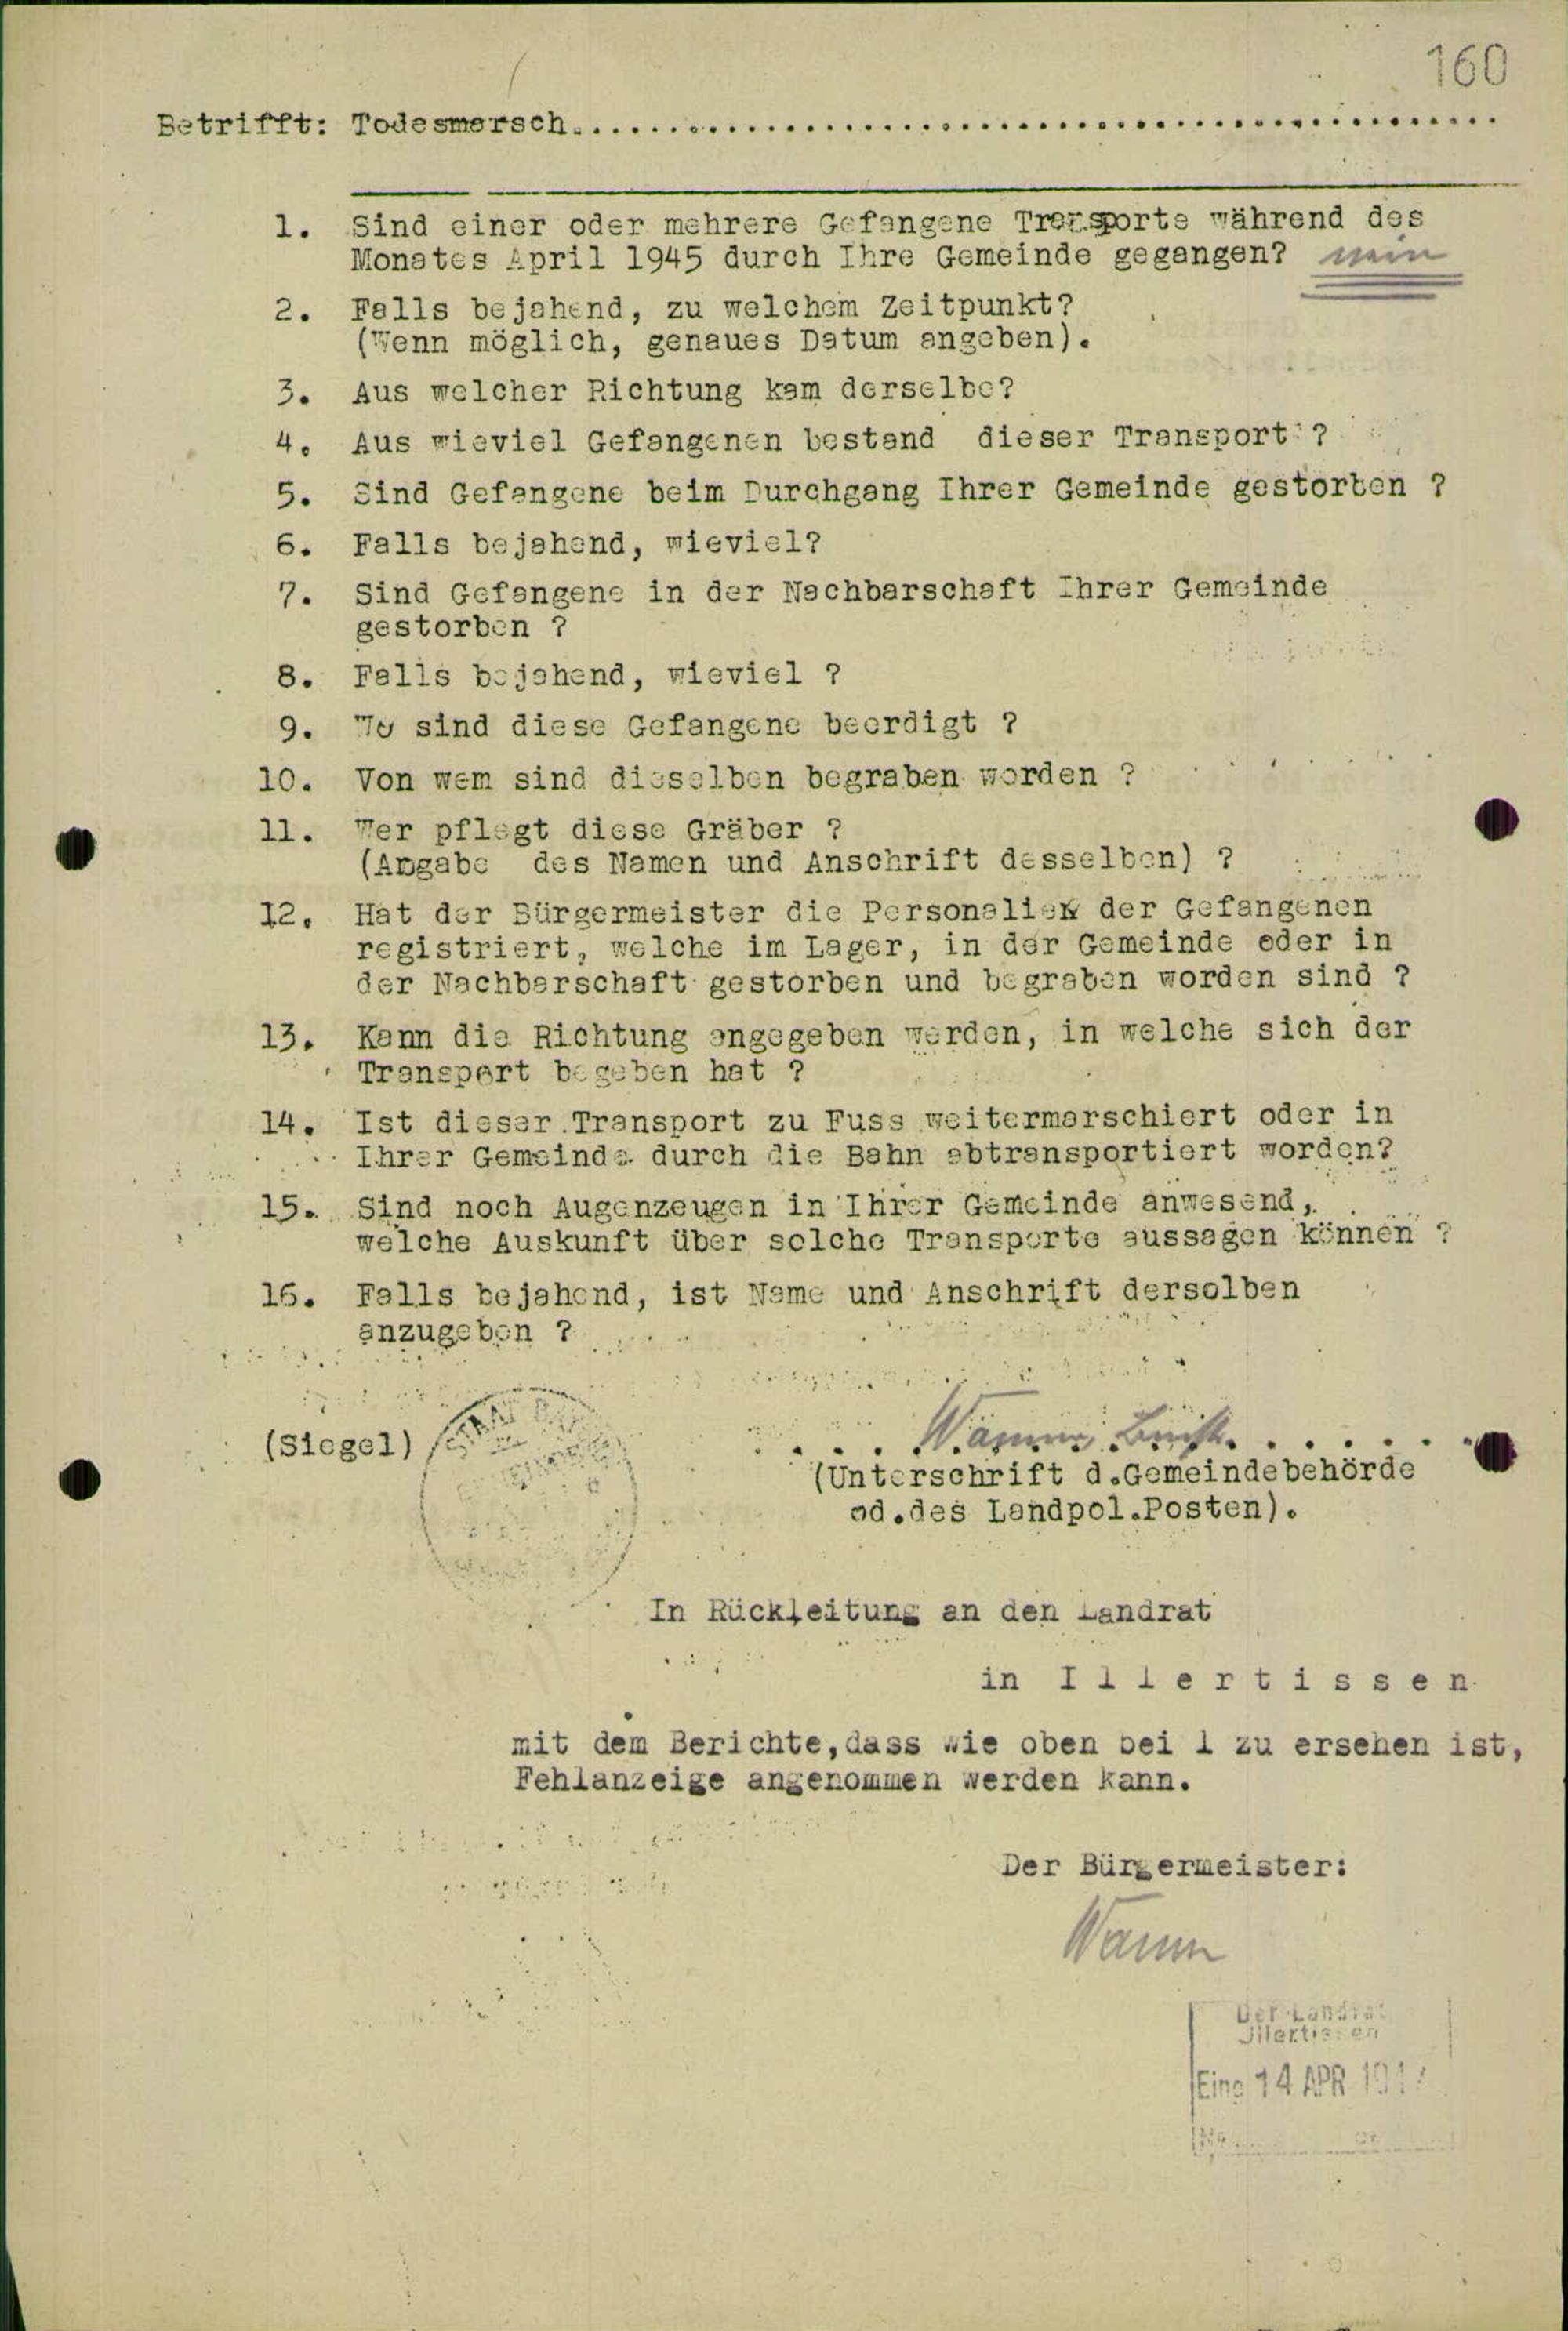 160
Betrifft: Todesmarsch..................................................
1. Sind einer oder mehrere Gefangene Transporte während des
Monates April 1945 durch Ihre Gemeinde gegangen? nein
2. Falls bejahend, zu welchem Zeitpunkt?
(Wenn möglich, genaues Datum angeben).
3. Aus welcher Richtung kam derselbe?
4. Aus wieviel Gefangenen bestand dieser Transport ?
5. Sind Gefangene beim Durchgang Ihrer Gemeinde gestorben ?
6. Falls bejahend, wieviel?
7. Sind Gefangene in der Nachbarschaft Ihrer Gemeinde
gestorben ?
8. Falls bejahend, wieviel ?
9. Wo sind diese Gefangene beerdigt ?
10. Von wem sind dieselben begraben worden ?
11. Wer pflegt diese Gräber ?
(Angabe des Namen und Anschrift desselben) ?
12. Hat der Bürgermeister die Personalien der Gefangenen
registriert, welche im Lager, in der Gemeinde oder in
der Nachbarschaft gestorben und begraben worden sind ?
13. Kann die Richtung angegeben werden, in welche sich der
Transport begeben hat ?
14. Ist dieser Transport zu Fuss weitermarschiert oder in
Ihrer Gemeinde durch die Bahn abtransportiert worden?
15. Sind noch Augenzeugen in Ihrer Gemeinde anwesend,
welche Auskunft über solche Transporte aussagen können ?
16. Falls bejahend, ist Name und Anschrift derselben
anzugeben ?
(Siegel)
(Unterschrift d.Gemeindebehörde
od.des Landpol.Posten).
In Rückleitung an den Landrat
in I l l e r t i s s e n
mit dem Berichte,dass wie oben bei 1 zu ersehen ist,
Fehlanzeige angenommen werden kann.
Der Bürgermeister:
Der Landrat
Jllertissen
Eing 14 APR